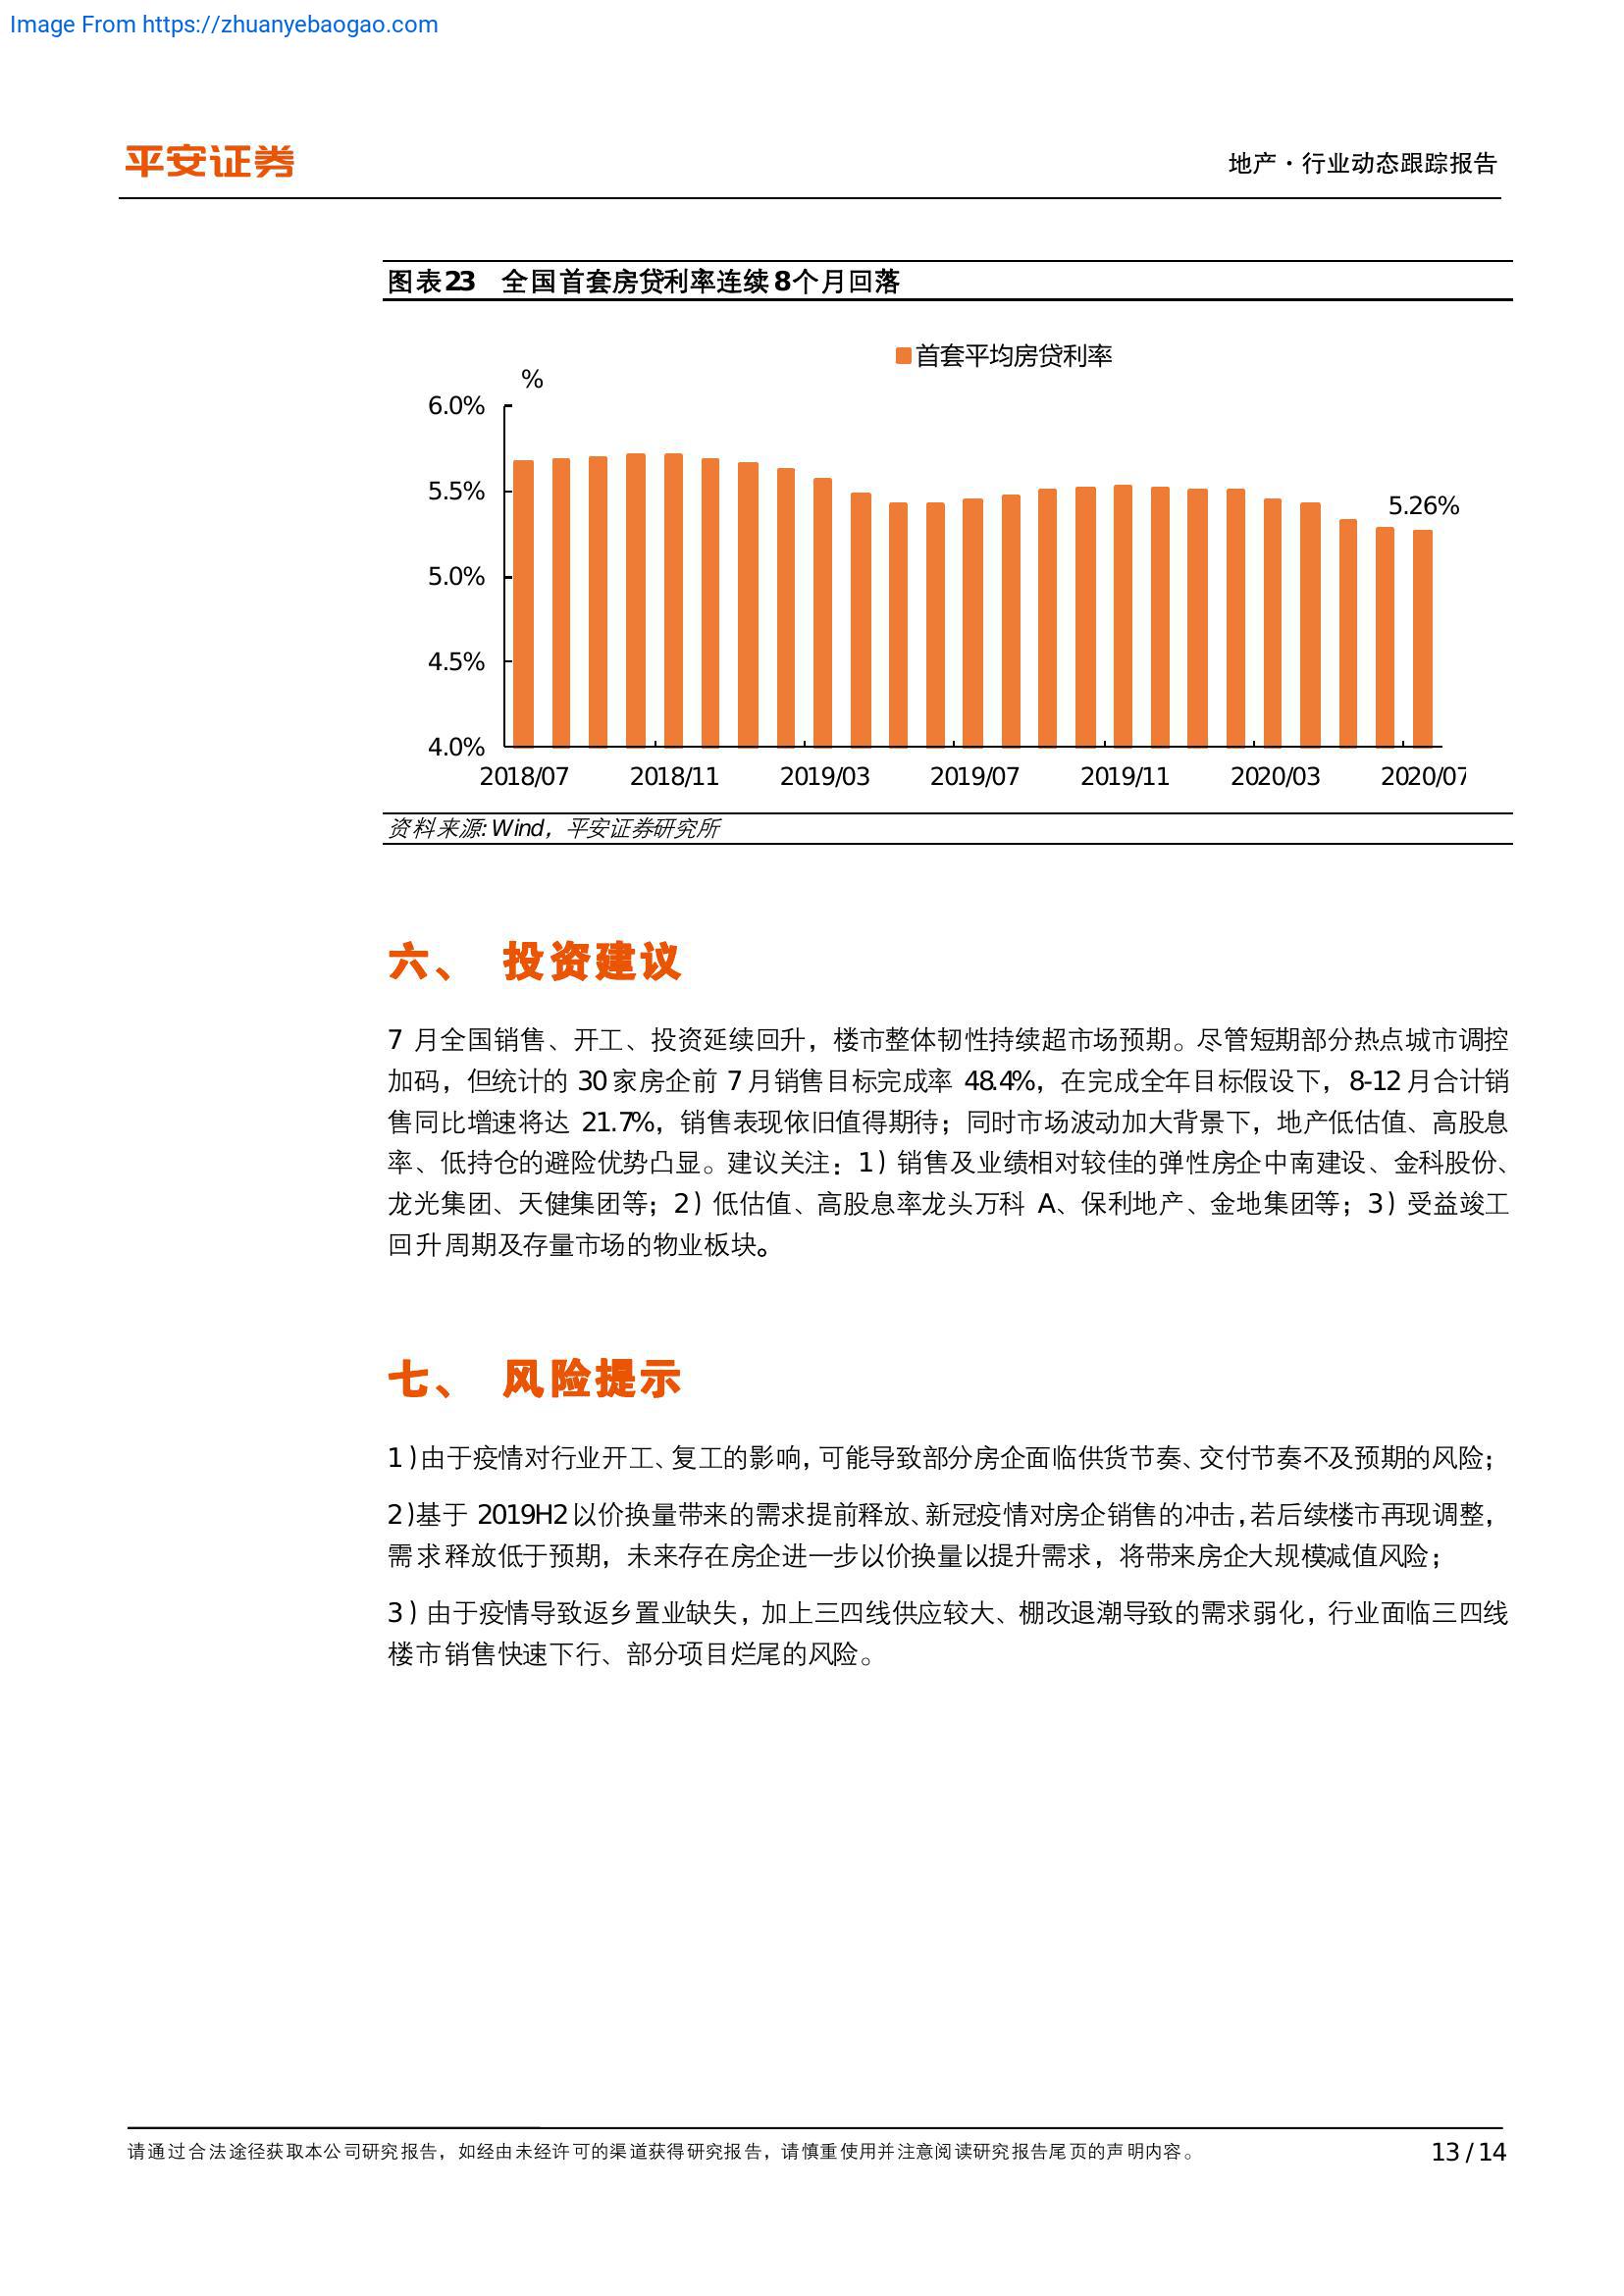 Image From https://zhuanyebaogao.com
平安证券
地产·行业动态跟踪报告
图表23 全国首套房贷利率连续8个月回落
首套平均房贷利率
%
6.0%
5.5%
5.26%
5.0%
4.5%
4.0%
2018/07 2018/11 2019/03 2019/07 2019/11 2020/03 2020/07
资料来源:Wind，平安证券研究所
六、 投资建议
7 月全国销售、开工、投资延续回升，楼市整体韧性持续超市场预期。尽管短期部分热点城市调控
加码，但统计的 30 家房企前 7 月销售目标完成率 48.4%，在完成全年目标假设下，8-12 月合计销
售同比增速将达 21.7%，销售表现依旧值得期待；同时市场波动加大背景下，地产低估值、高股息
率、低持仓的避险优势凸显。建议关注：1）销售及业绩相对较佳的弹性房企中南建设、金科股份、
龙光集团、天健集团等；2）低估值、高股息率龙头万科 A、保利地产、金地集团等；3）受益竣工
回升周期及存量市场的物业板块。
七、 风险提示
1)由于疫情对行业开工、复工的影响，可能导致部分房企面临供货节奏、交付节奏不及预期的风险；
2)基于 2019H2 以价换量带来的需求提前释放、新冠疫情对房企销售的冲击，若后续楼市再现调整，
需求释放低于预期，未来存在房企进一步以价换量以提升需求，将带来房企大规模减值风险；
3）由于疫情导致返乡置业缺失，加上三四线供应较大、棚改退潮导致的需求弱化，行业面临三四线
楼市销售快速下行、部分项目烂尾的风险。
请通过合法途径获取本公司研究报告，如经由未经许可的渠道获得研究报告，请慎重使用并注意阅读研究报告尾页的声明内容。
13 / 14